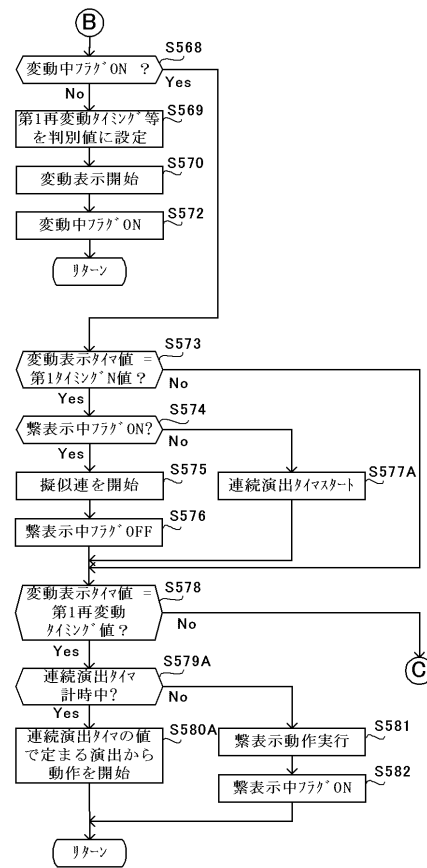 B
S568
変動中フラグON ?
Yes
No
S569
第1再変動タイミング等
を判別値に設定
S570
変動表示開始
S572
変動中フラグON
リターン
S573
変動表示タイマ値 =
第1タイミングN値?
No
Yes
S574
繋表示中フラグON?
No
Yes
S575
擬似連を開始
S577A
連続演出タイマスタート
S576
繋表示中フラグOFF
S578
変動表示タイマ値 =
第1再変動
タイミング値?
No
Yes
C
S579A
連続演出タイマ
計時中?
No
Yes
S580A
連続演出タイマの値
で定まる演出から
動作を開始
S581
繋表示動作実行
S582
繋表示中フラグON
リターン